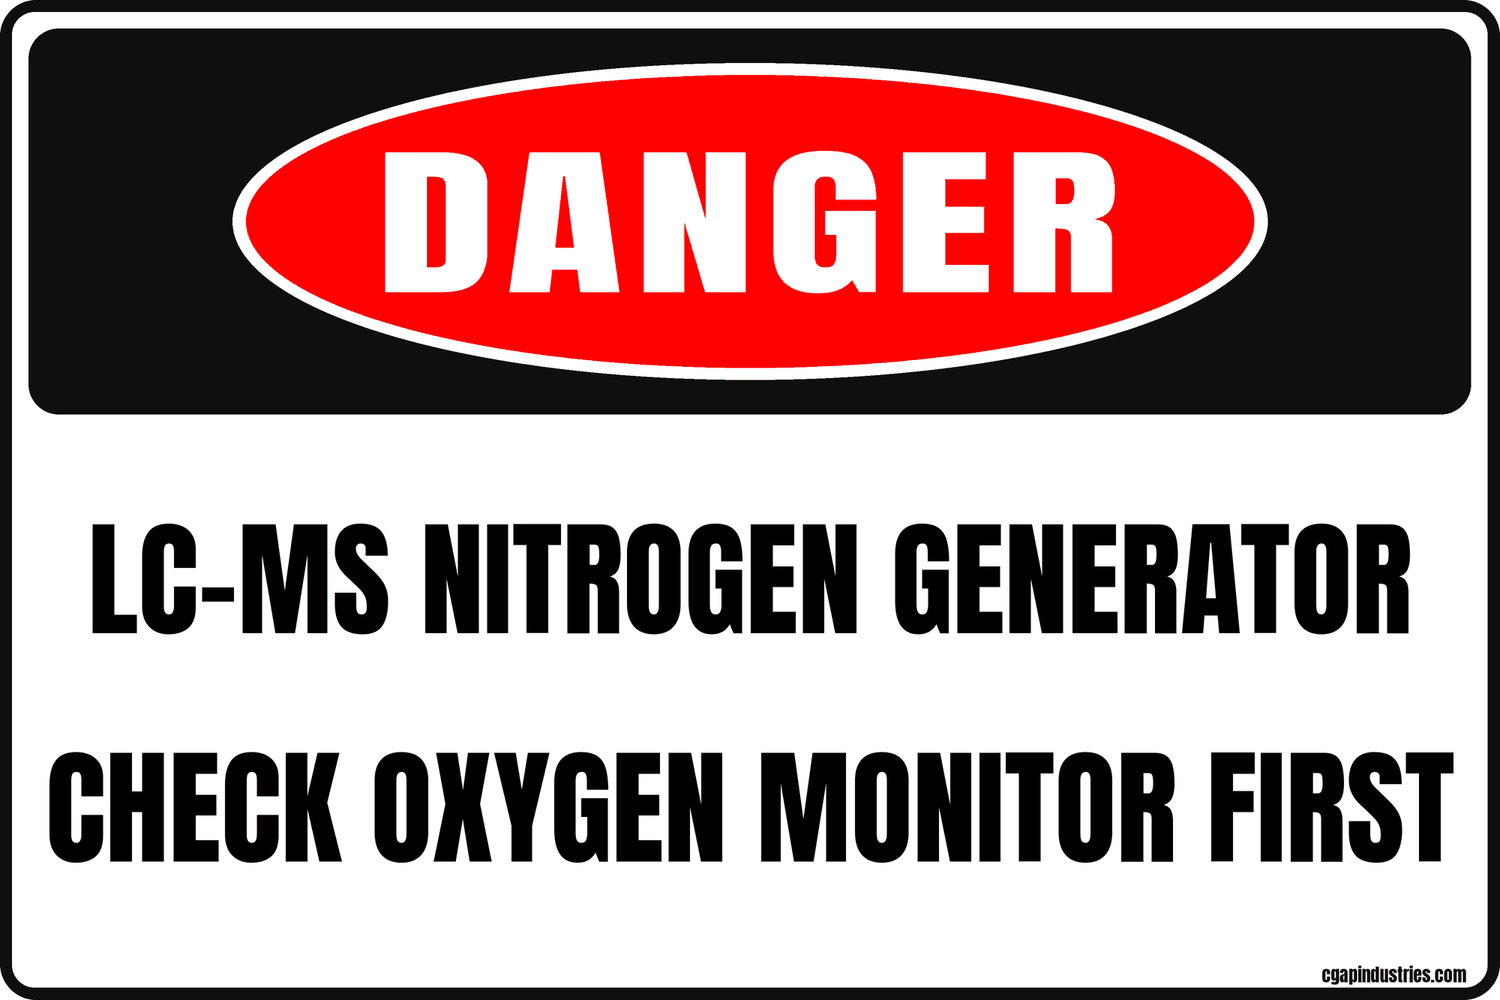 DANGER
LC-MS NITROGEN GENERATOR
CHECK OXYGEN MONITOR FIRST
cgapindustries.com